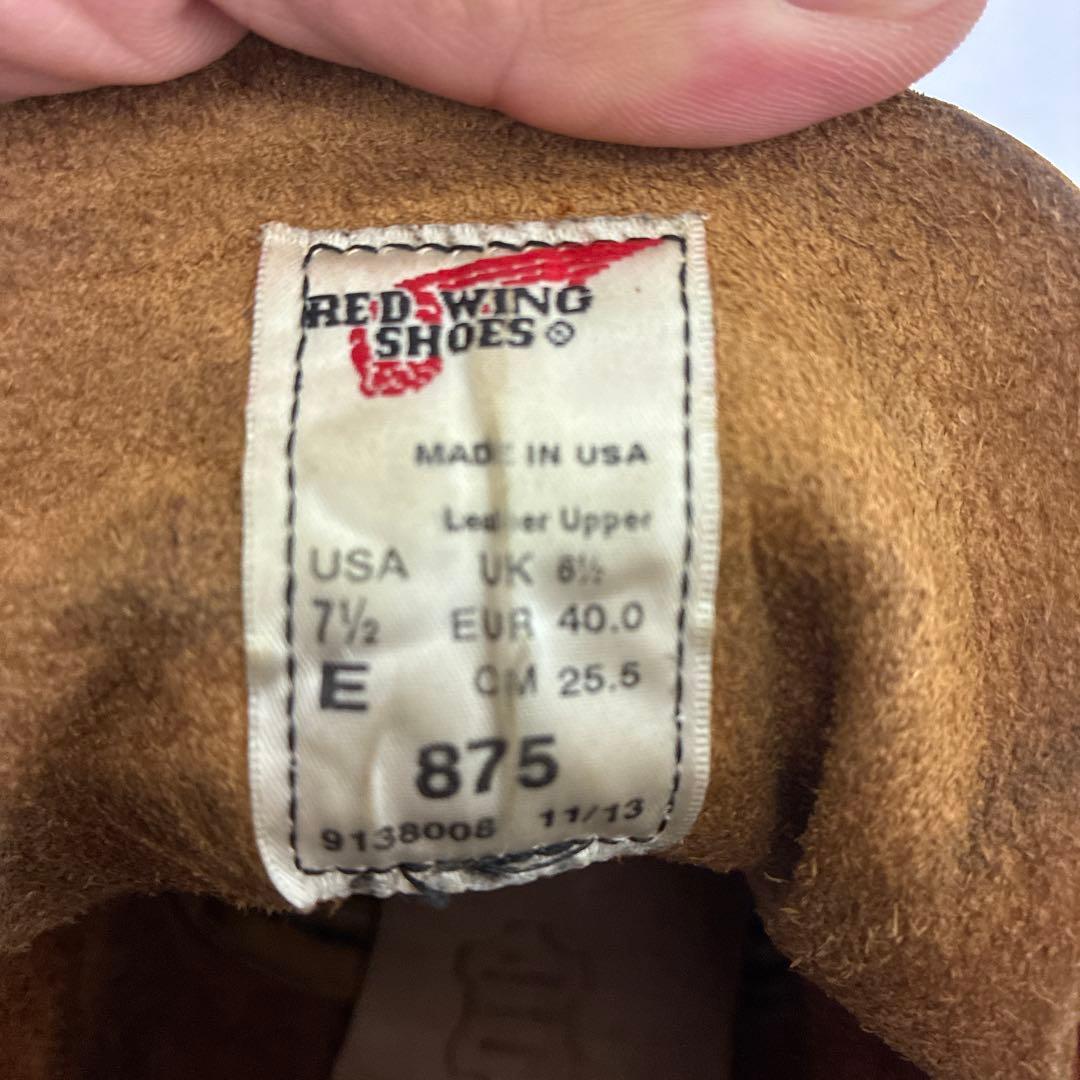 RED WING
SHOES
MADE IN USA
Leather Upper
USA UK 6½
7½ EUR 40.0
E CM 25.5
875
9138008 11/13